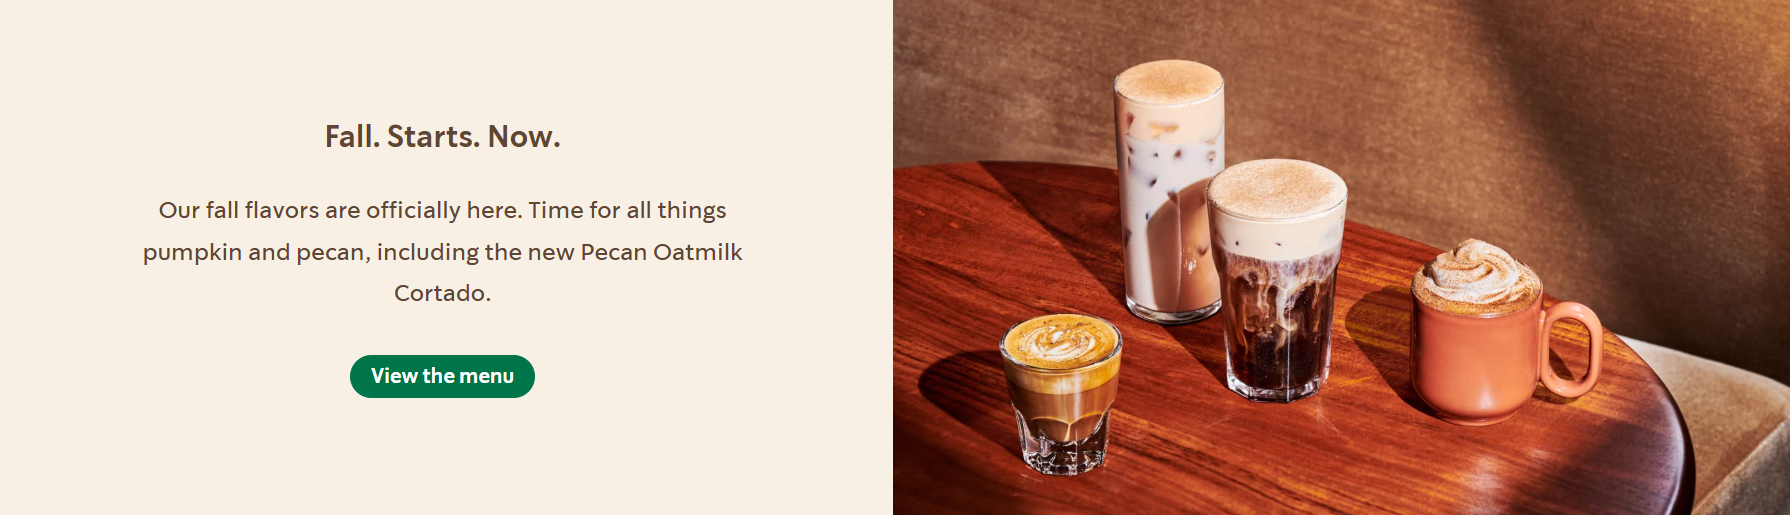 Fall. Starts. Now.
Our fall flavors are officially here. Time for all things
pumpkin and pecan, including the new Pecan Oatmilk
Cortado.
View the menu